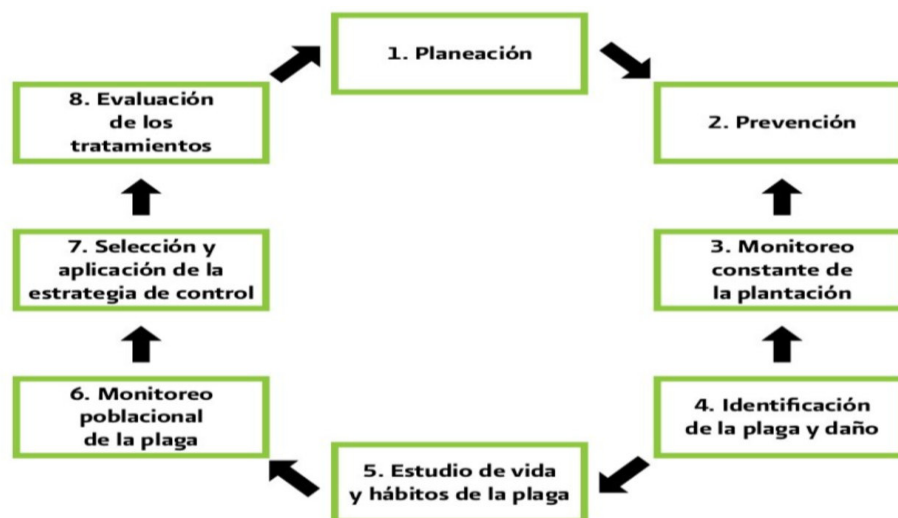 1. Planeación
2. Prevención
3. Monitoreo
constante de
la plantación
4. Identificación
de la plaga y daño
5. Estudio de vida
y hábitos de la plaga
6. Monitoreo
poblacional
de la plaga
7. Selección y
aplicación de la
estrategia de control
8. Evaluación
de los
tratamientos